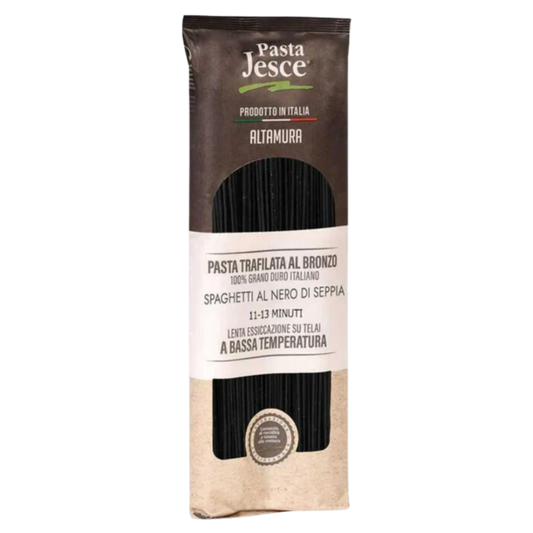 Pasta
Jesce®
PRODOTTO IN ITALIA
ALTAMURA
PASTA TRAFILATA AL BRONZO
100% GRANO DURO ITALIANO
SPAGHETTI AL NERO DI SEPPIA
11-13 MINUTI
LENTA ESSICCAZIONE SU TELAI
A BASSA TEMPERATURA